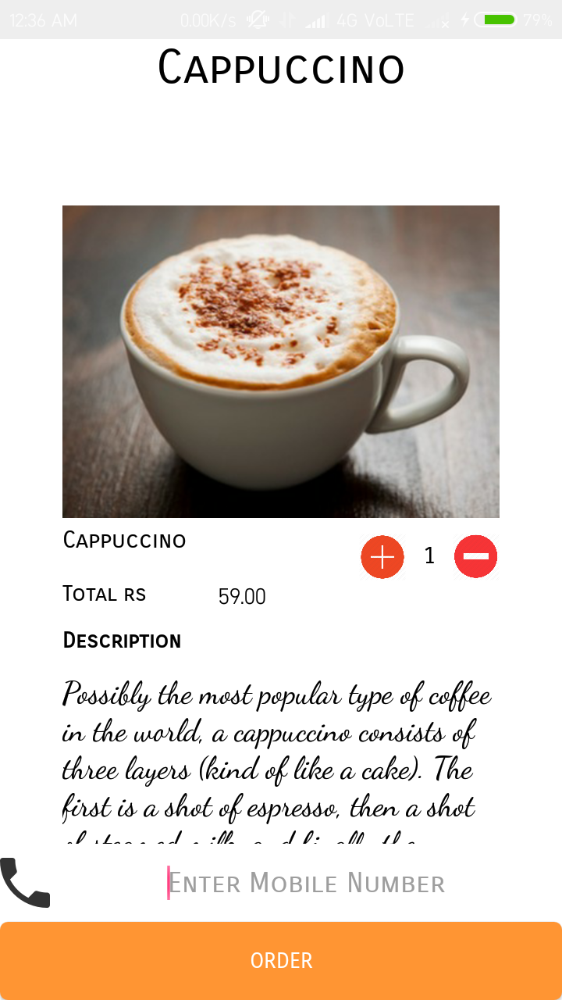 12:36 AM 0.00K/s 4G VoLTE 79%
Cappuccino
Cappuccino
1
Total rs 59.00
Description
Possibly the most popular type of coffee
in the world, a cappuccino consists of
three layers (kind of like a cake). The
first is a shot of espresso, then a shot
Enter Mobile Number
ORDER